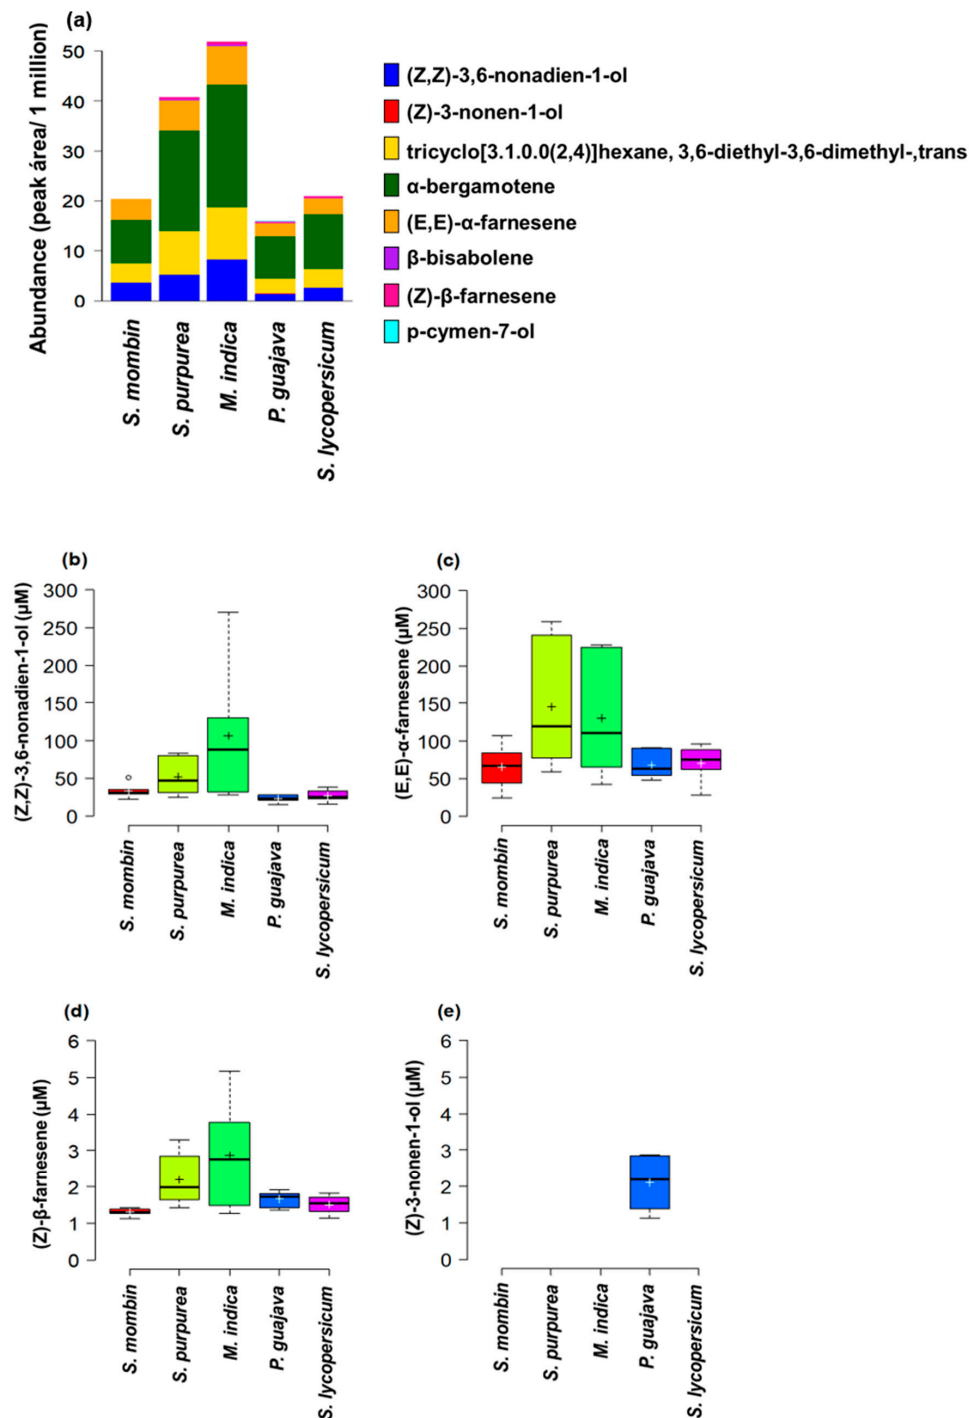 (a)
Abundance (peak área/ 1 million)
50
40
30
20
10
0
S. mombin
S. purpurea
M. indica
P. guajava
S. lycopersicum
(Z,Z)-3,6-nonadien-1-ol
(Z)-3-nonen-1-ol
tricyclo[3.1.0.0(2,4)]hexane, 3,6-diethyl-3,6-dimethyl-,trans
α-bergamotene
(E,E)-α-farnesene
β-bisabolene
(Z)-β-farnesene
p-cymen-7-ol
(b)
(Z,Z)-3,6-nonadien-1-ol (μM)
300
250
200
150
100
50
0
S. mombin
S. purpurea
M. indica
P. guajava
S. lycopersicum
(c)
(E,E)-α-farnesene (μM)
300
250
200
150
100
50
0
S. mombin
S. purpurea
M. indica
P. guajava
S. lycopersicum
(d)
(Z)-β-farnesene (μM)
6
5
4
3
2
1
0
S. mombin
S. purpurea
M. indica
P. guajava
S. lycopersicum
(e)
(Z)-3-nonen-1-ol (μM)
6
5
4
3
2
1
0
S. mombin
S. purpurea
M. indica
P. guajava
S. lycopersicum